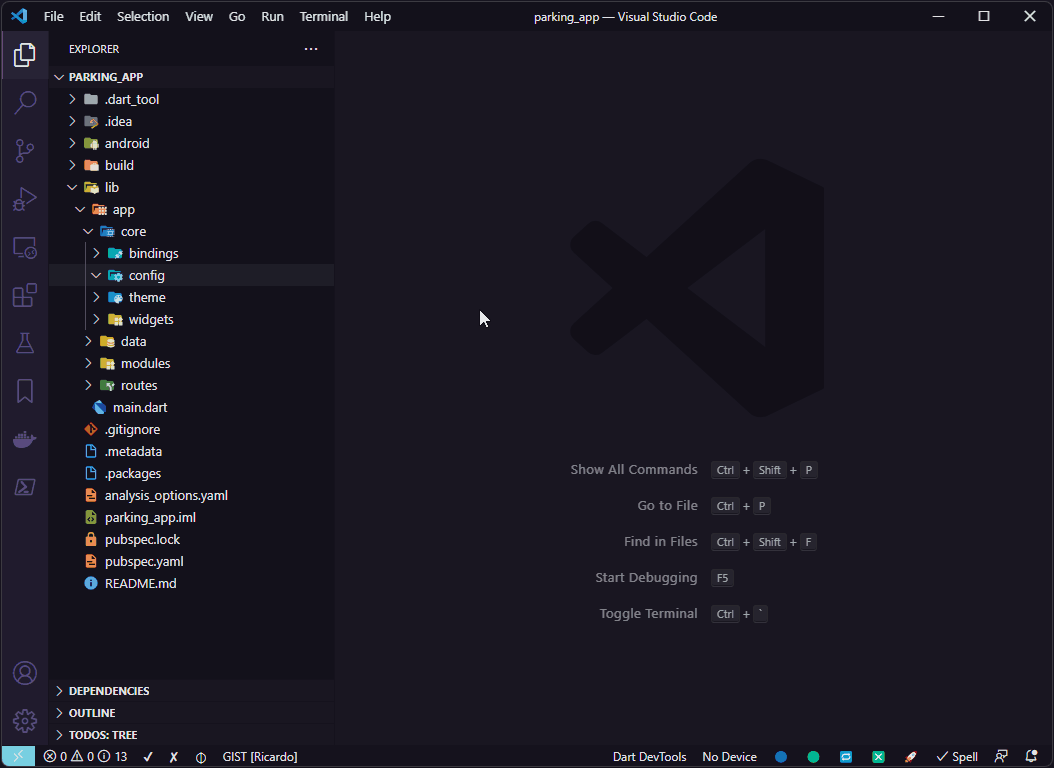 File Edit Selection View Go Run Terminal Help parking_app — Visual Studio Code
EXPLORER ...
PARKING_APP
.dart_tool
.idea
android
build
lib
app
core
bindings
config
theme
widgets
data
modules
routes
main.dart
.gitignore
.metadata
.packages
analysis_options.yaml
parking_app.iml
pubspec.lock
pubspec.yaml
README.md
Show All Commands Ctrl + Shift + P
Go to File Ctrl + P
Find in Files Ctrl + Shift + F
Start Debugging F5
Toggle Terminal Ctrl + `
DEPENDENCIES
OUTLINE
TODOS: TREE
0 0 13 GIST [Ricardo] Dart DevTools No Device Spell